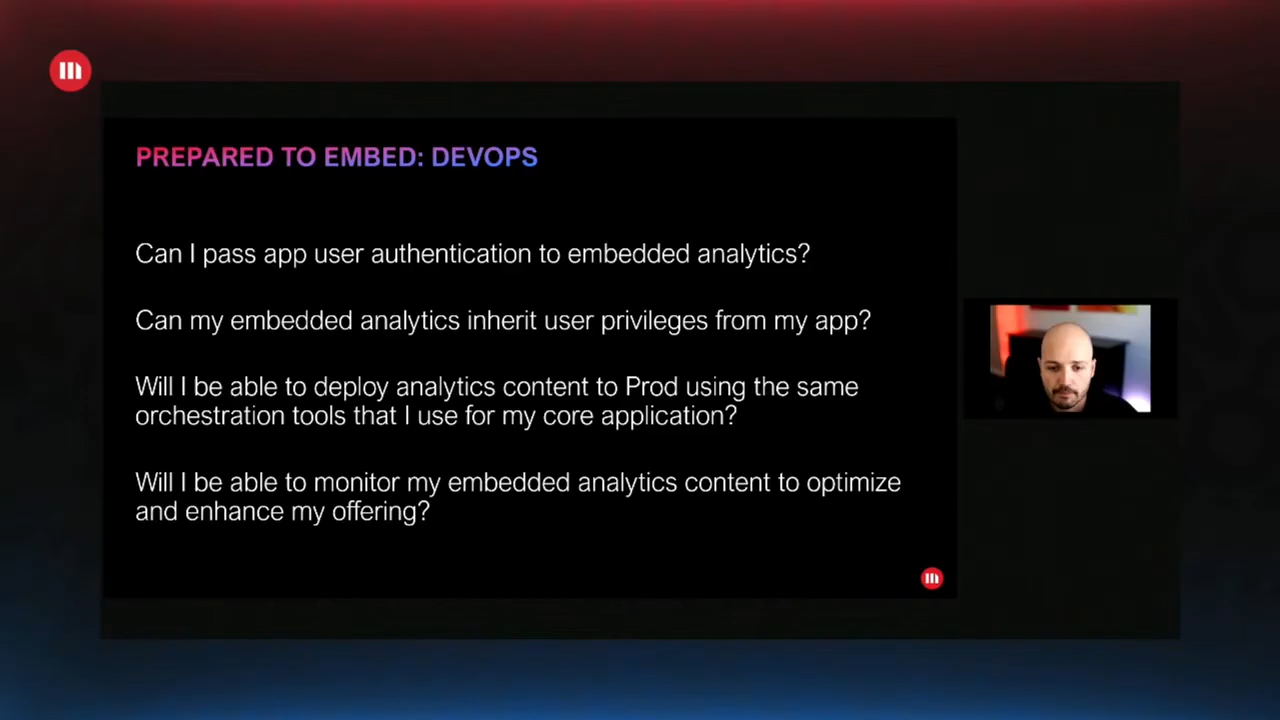 PREPARED TO EMBED: DEVOPS
Can I pass app user authentication to embedded analytics?
Can my embedded analytics inherit user privileges from my app?
Will I be able to deploy analytics content to Prod using the same
orchestration tools that I use for my core application?
Will I be able to monitor my embedded analytics content to optimize
and enhance my offering?